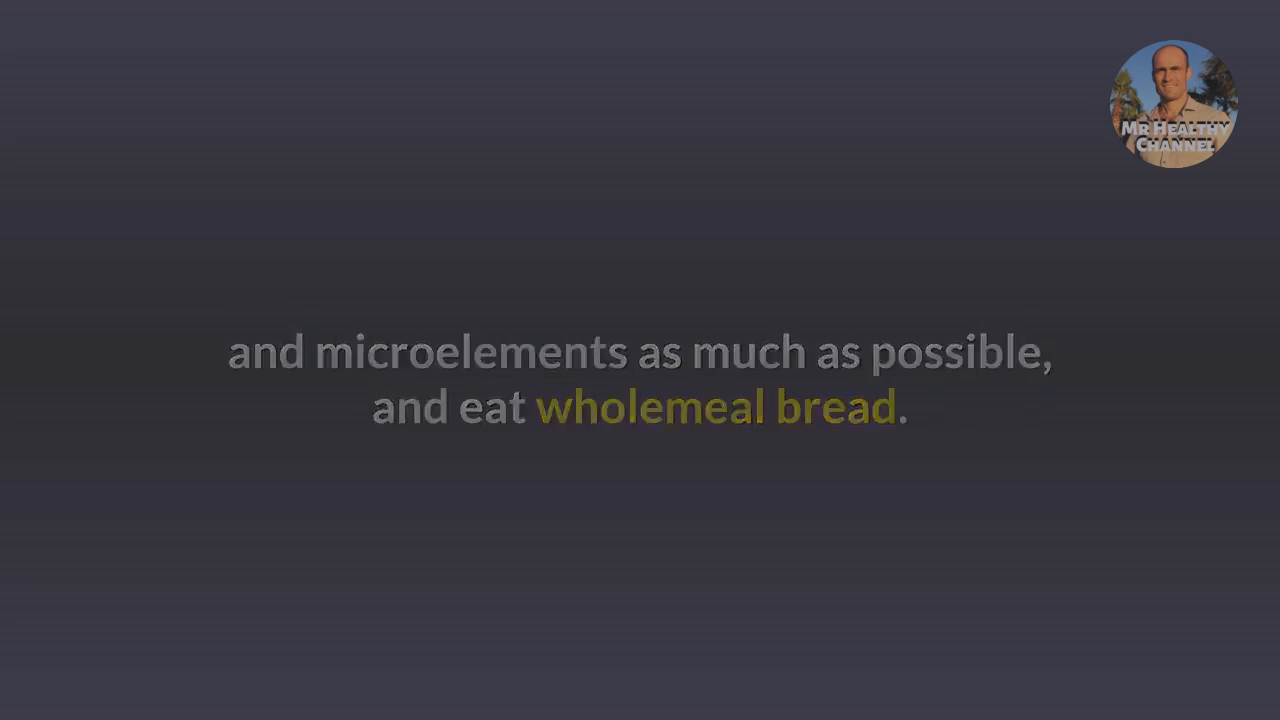 Mr Healthy
Channel
and microelements as much as possible,
and eat wholemeal bread.